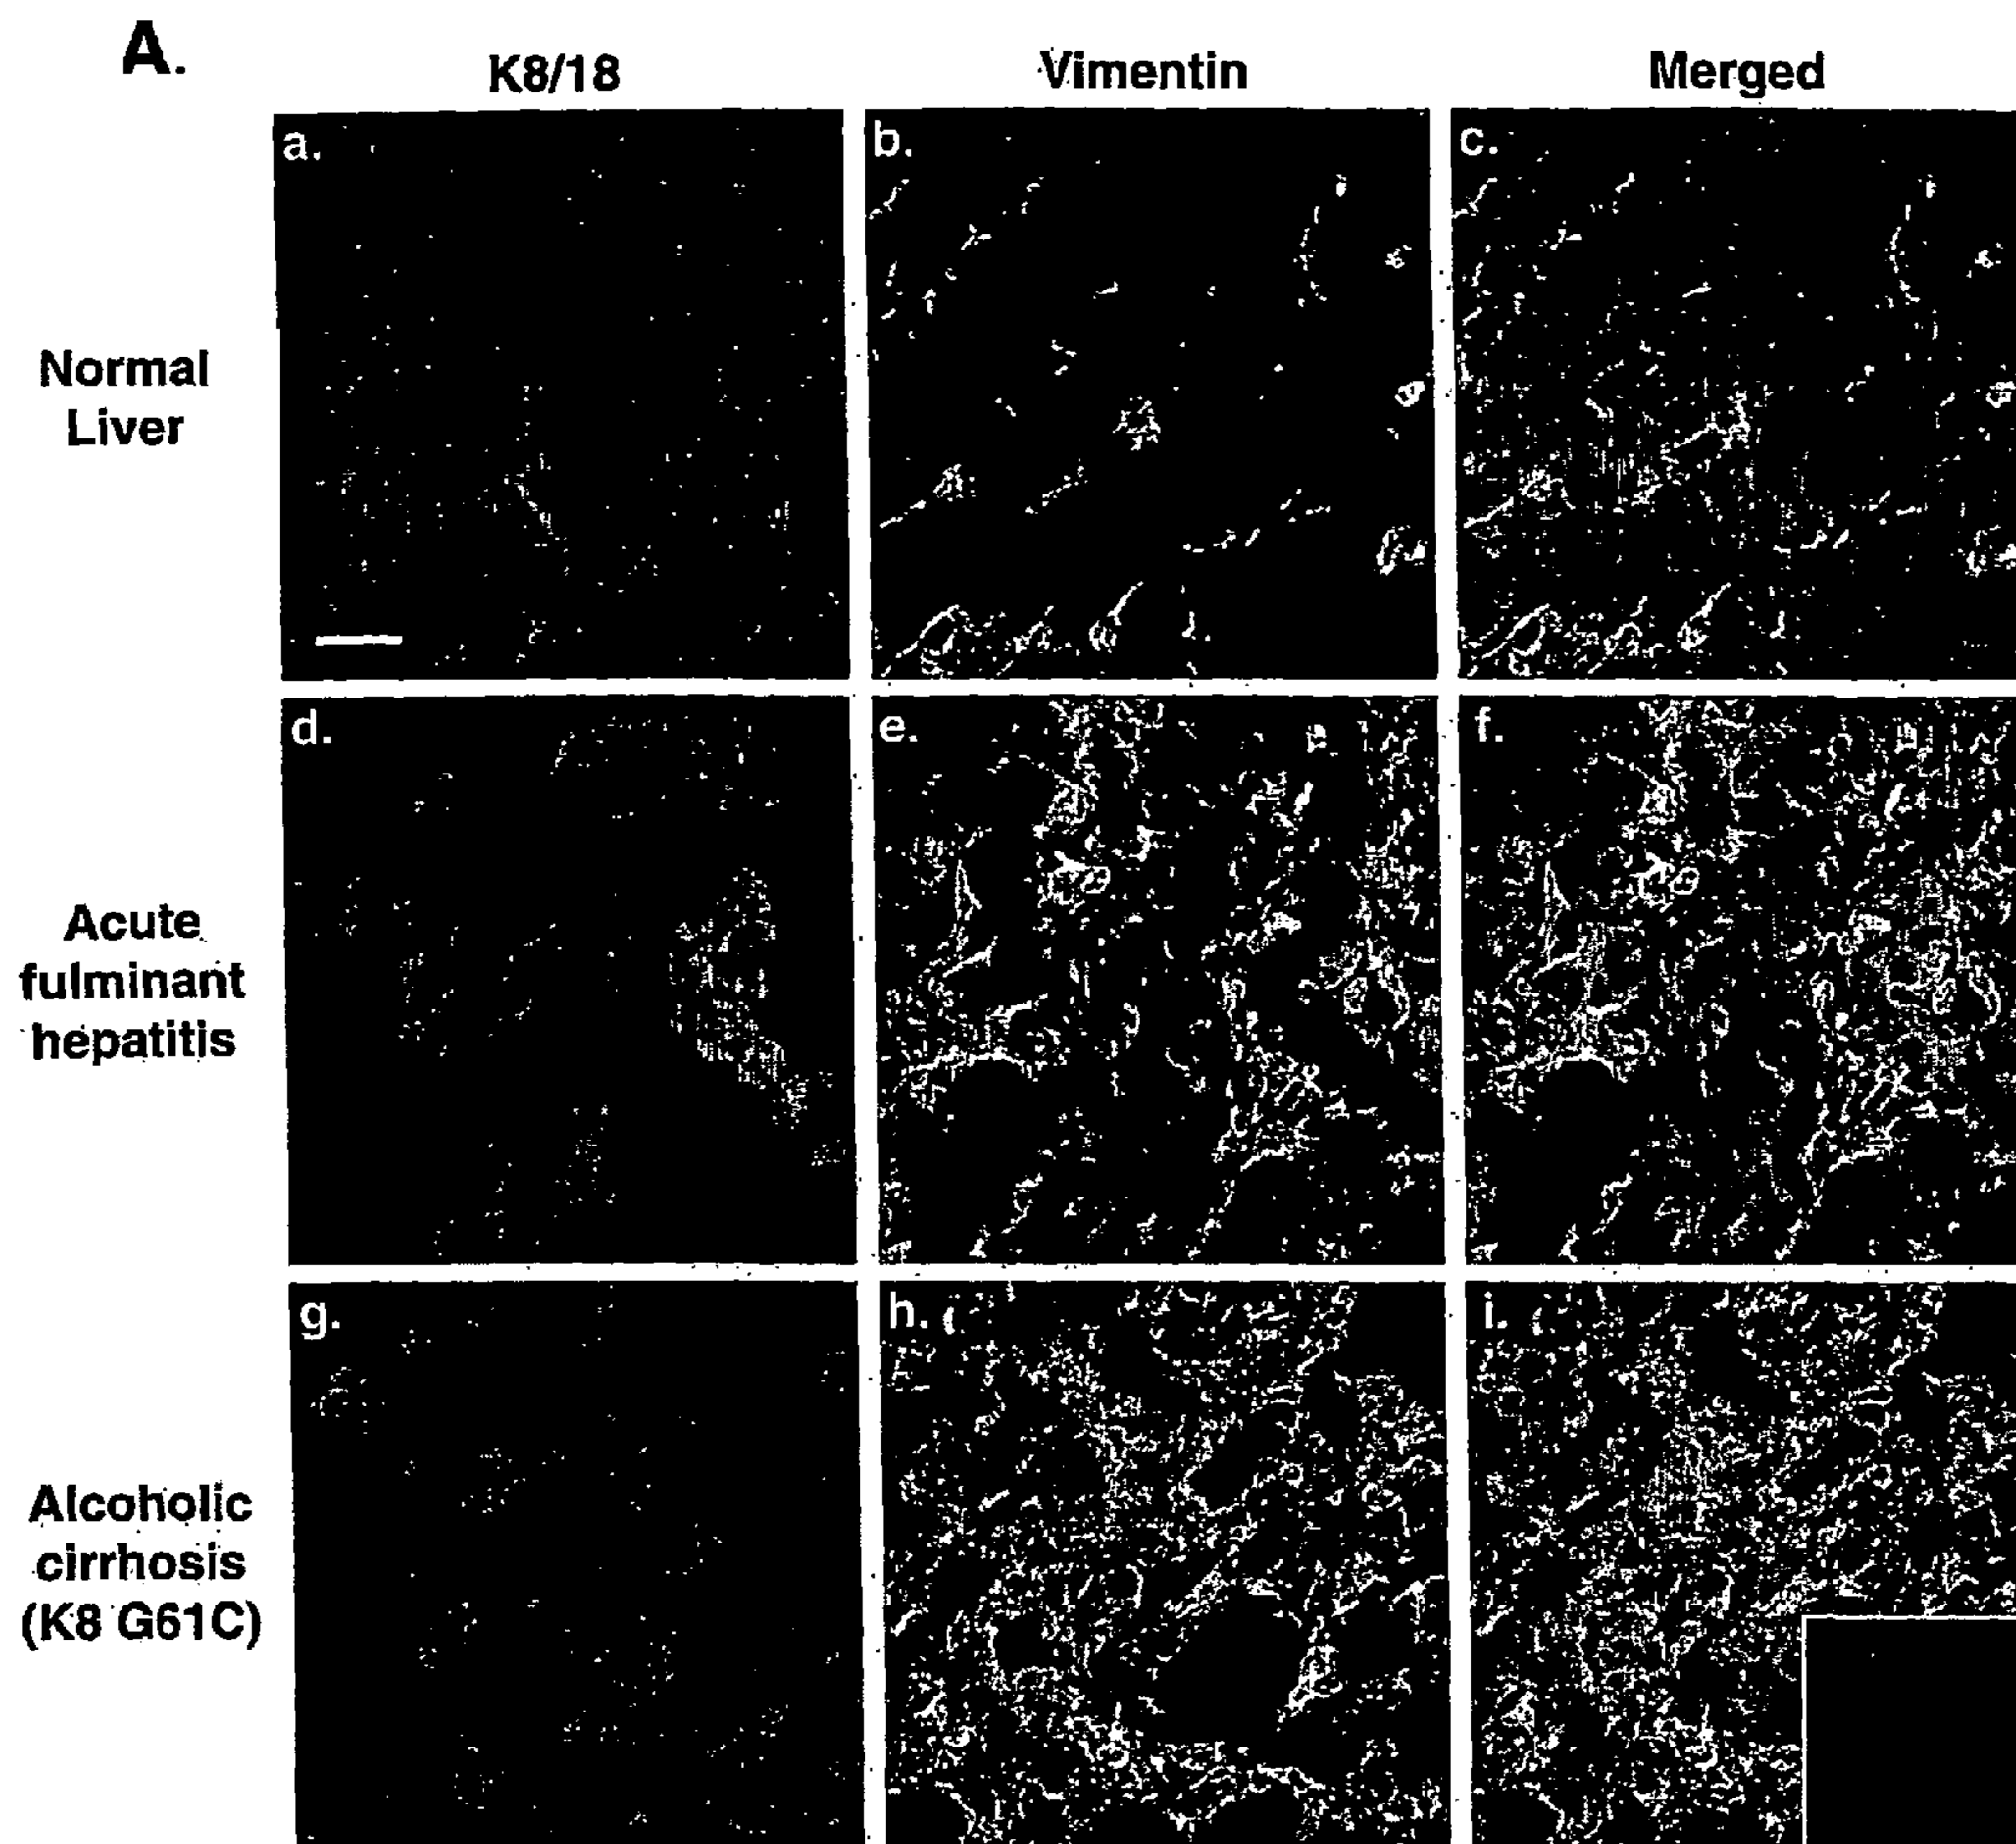 A.
K8/18 Vimentin Merged
a. b. c.
Normal
Liver
d. e. f.
Acute
fulminant
hepatitis
g. h. i.
Alcoholic
cirrhosis
(K8 G61C)